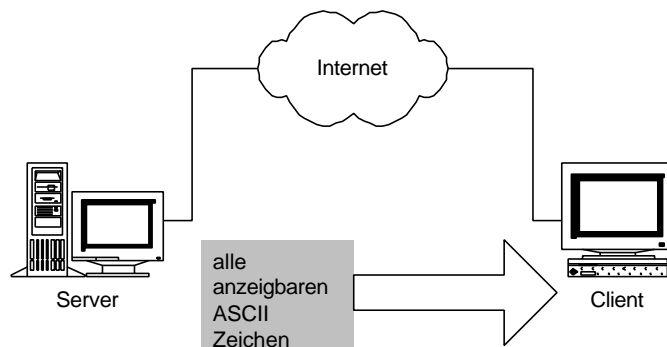 Internet
Server
alle
anzeigbaren
ASCII
Zeichen
Client